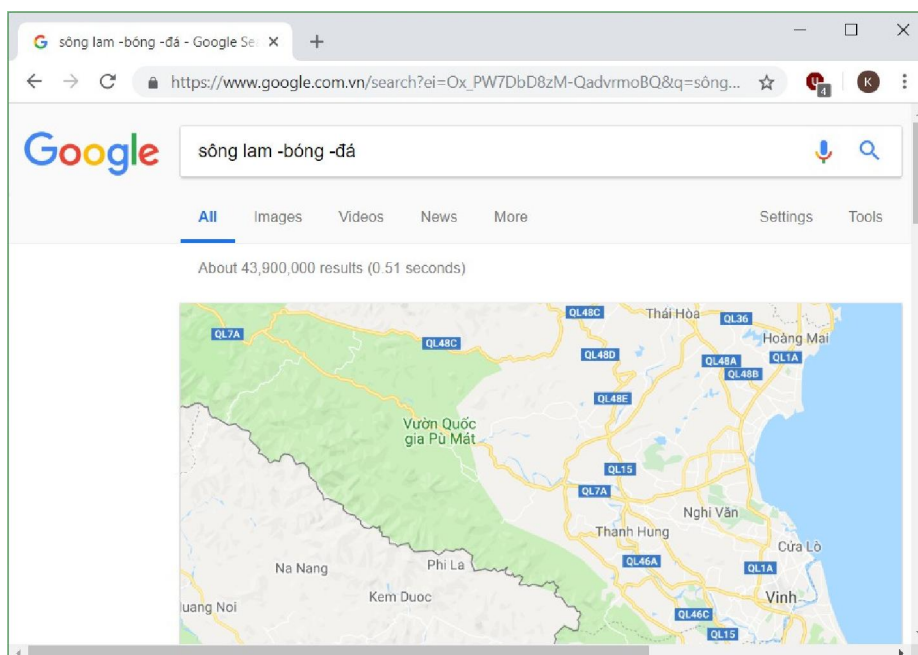 sông lam -bóng -đá - Google Se
https://www.google.com.vn/search?ei=Ox_PW7DbD8zM-QadvrmoBQ&q=sông...
4
K
Google
sông lam -bóng -đá
All Images Videos News More Settings Tools
About 43,900,000 results (0.51 seconds)
QL48C Thái Hòa QL36
QL7A Hoàng Mai
QL48C QL48D QL48A QL1A
QL48B
QL48E
Vườn Quốc
gia Pù Mát
QL15
QL7A
Nghi Văn
Thanh Hung
Cửa Lò
Na Nang Phi La QL46A QL1A
Kem Duoc Vinh
uang Noi QL46C
QL15